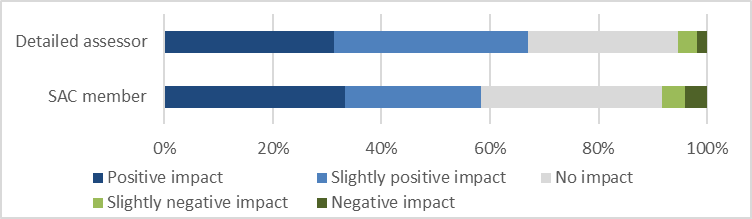 Detailed assessor
SAC member
0% 20% 40% 60% 80% 100%
Positive impact Slightly positive impact No impact
Slightly negative impact Negative impact